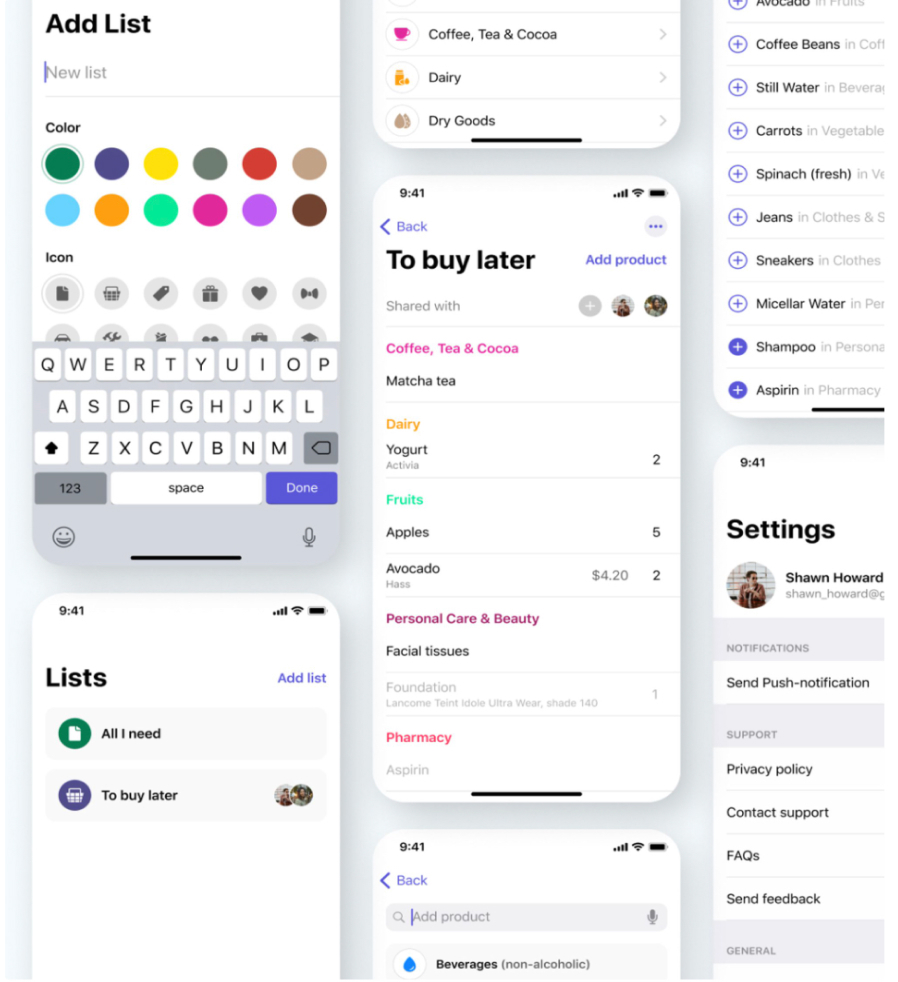 Add List
New list
Color
Icon
Q W E R T Y U I O P
A S D F G H J K L
Z X C V B N M
123 space Done
9:41
Lists
Add list
All I need
To buy later
Coffee, Tea & Cocoa
Dairy
Dry Goods
9:41
Back
To buy later
Add product
Shared with
Coffee, Tea & Cocoa
Matcha tea
Dairy
Yogurt
Activia
2
Fruits
Apples
5
Avocado
Hass
$4.20 2
Personal Care & Beauty
Facial tissues
Foundation
Lancome Teint Idole Ultra Wear, shade 140
1
Pharmacy
Aspirin
9:41
Back
Add product
Beverages (non-alcoholic)
Avocado in Fruits
Coffee Beans in Coff
Still Water in Bevera
Carrots in Vegetable
Spinach (fresh) in Ve
Jeans in Clothes & S
Sneakers in Clothes
Micellar Water in Per
Shampoo in Persona
Aspirin in Pharmacy
9:41
Settings
Shawn Howard
shawn_howard@g
NOTIFICATIONS
Send Push-notification
SUPPORT
Privacy policy
Contact support
FAQs
Send feedback
GENERAL